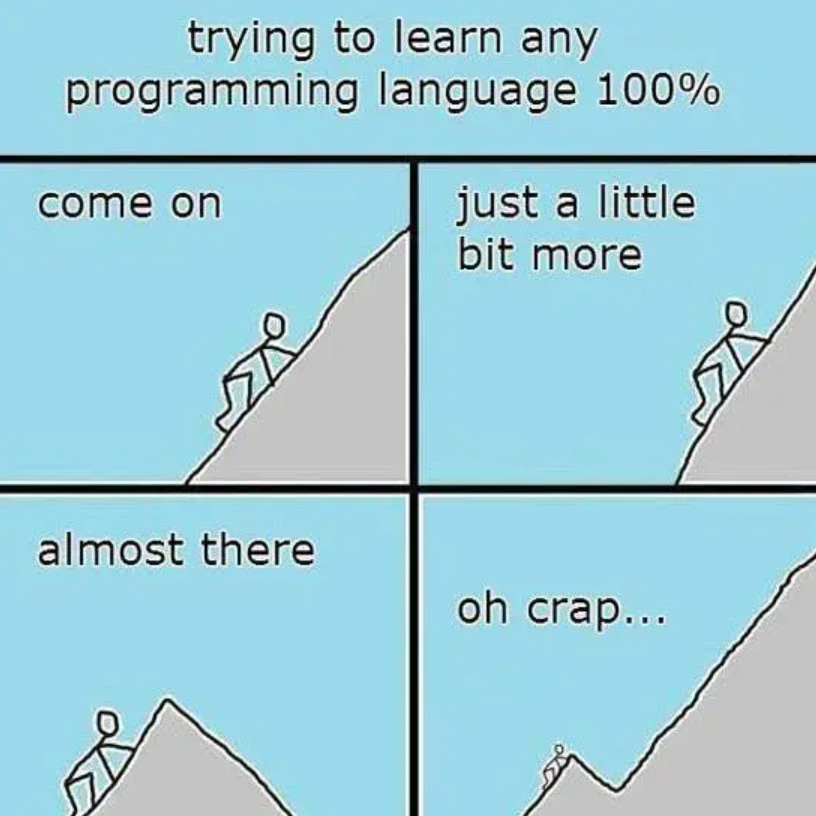 trying to learn any
programming language 100%
come on
just a little
bit more
almost there
oh crap...